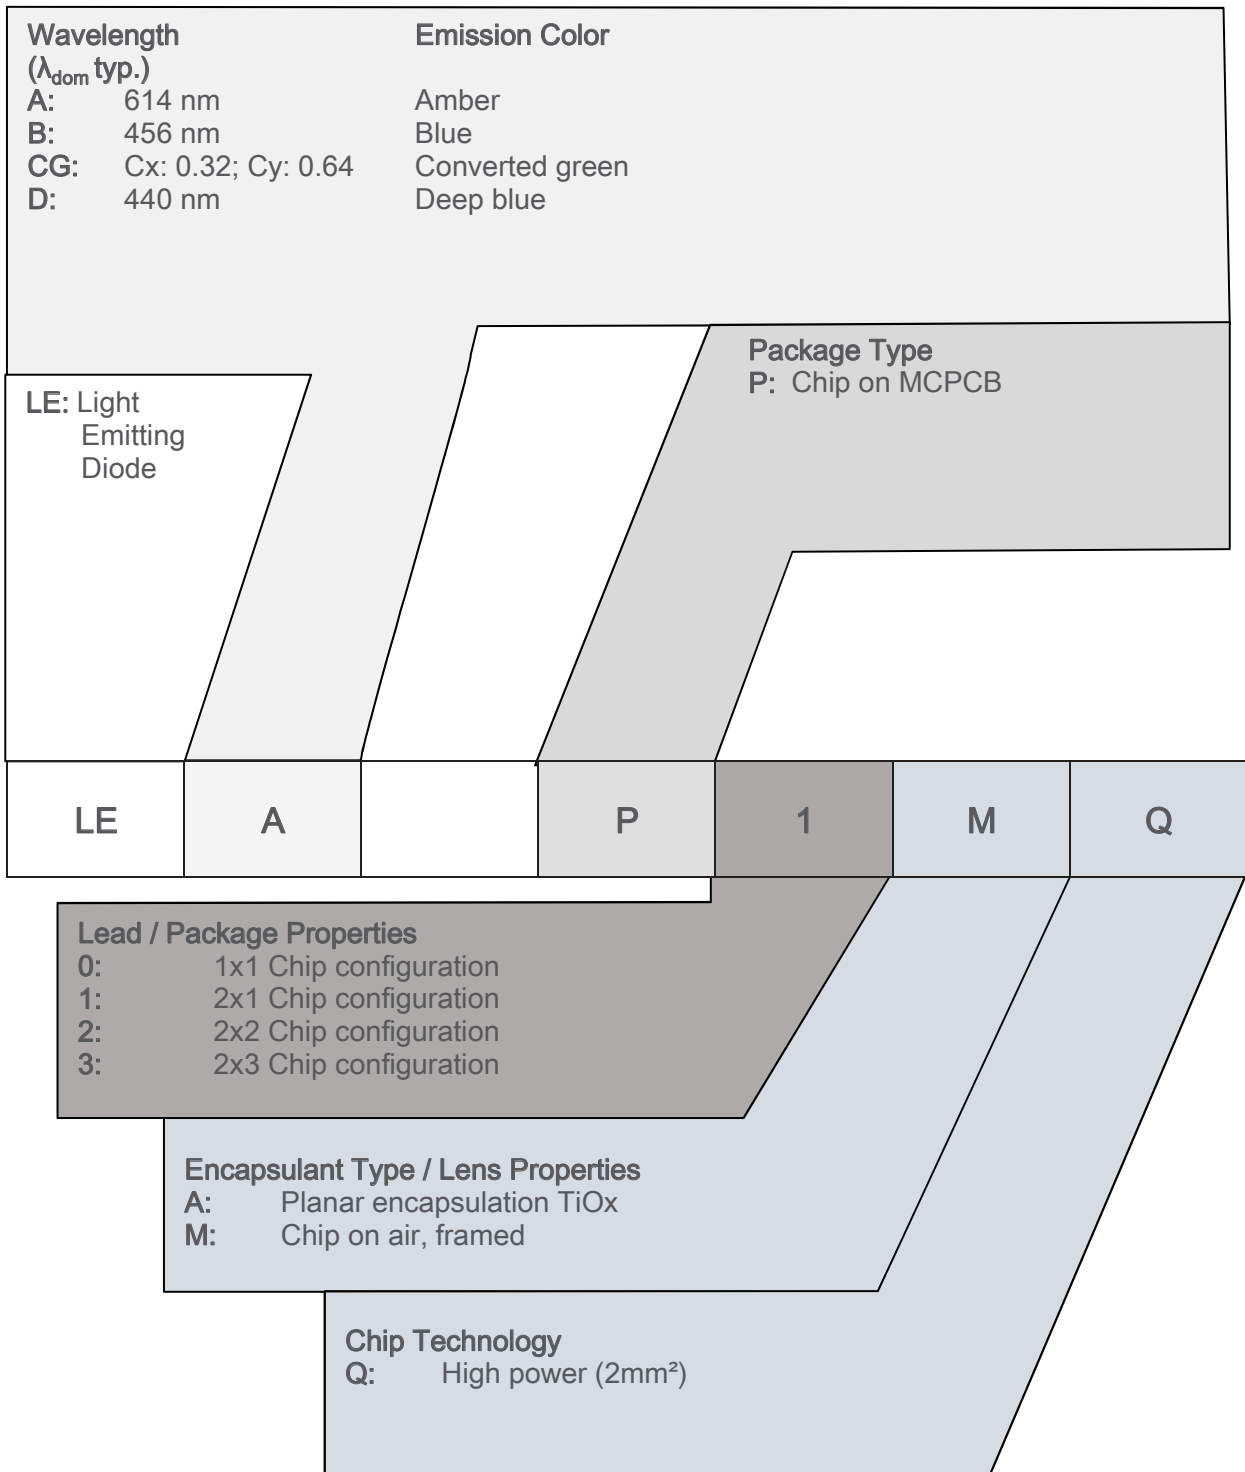 Wavelength Emission Color
(λdom typ.)
A: 614 nm Amber
B: 456 nm Blue
CG: Cx: 0.32; Cy: 0.64 Converted green
D: 440 nm Deep blue
Package Type
P: Chip on MCPCB
LE: Light
Emitting
Diode
LE A P 1 M Q
Lead / Package Properties
0: 1x1 Chip configuration
1: 2x1 Chip configuration
2: 2x2 Chip configuration
3: 2x3 Chip configuration
Encapsulant Type / Lens Properties
A: Planar encapsulation TiOx
M: Chip on air, framed
Chip Technology
Q: High power (2mm²)